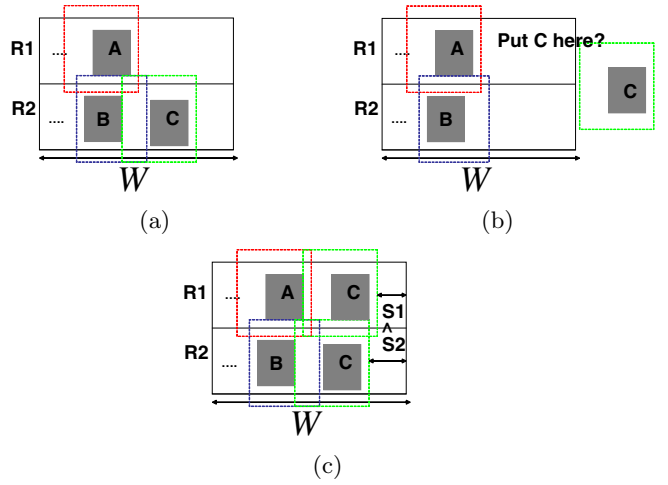 R1 .... A
R2 .... B C
W
(a)
R1 ... A Put C here?
R2 .... B C
W
(b)
R1 .... A C S1
<
R2 .... B C S2
W
(c)